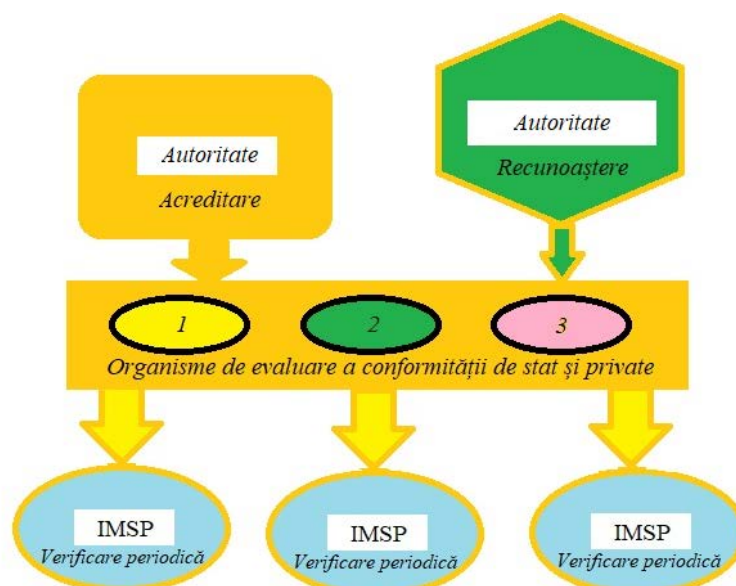 Autoritate
Acreditare
Autoritate
Recunoaștere
1
2
3
Organisme de evaluare a conformității de stat și private
IMSP
Verificare periodică
IMSP
Verificare periodică
IMSP
Verificare periodică